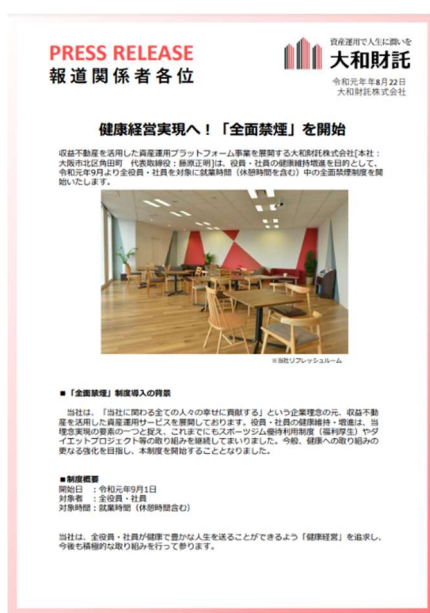 PRESS RELEASE
報道関係者各位
資産運用で人生に潤いを
大和財託
令和元年年8月22日
大和財託株式会社
健康経営実現へ!「全面禁煙」を開始
収益不動産を活用した資産運用プラットフォーム事業を展開する大和財託株式会社[本社:
大阪市北区角田町 代表取締役:藤原正明]は、役員・社員の健康維持増進を目的として、
令和元年9月より全役員・社員を対象に就業時間(休憩時間を含む)中の全面禁煙制度を開
始いたします。
※当社リフレッシュルーム
■「全面禁煙」制度導入の背景
当社は、「当社に関わる全ての人々の幸せに貢献する」という企業理念の元、収益不動
産を活用した資産運用サービスを展開しております。役員・社員の健康維持・増進は、当
理念実現の要素の一つと捉え、これまでにもスポーツジム優待利用制度(福利厚生)やダ
イエットプロジェクト等の取り組みを継続してまいりました。今般、健康への取り組みの
更なる強化を目指し、本制度を開始することとなりました。
■制度概要
開始日 :令和元年9月1日
対象者 :全役員・社員
対象時間:就業時間(休憩時間含む)
当社は、全役員・社員が健康で豊かな人生を送ることができるよう「健康経営」を追求し、
今後も積極的な取り組みを行って参ります。